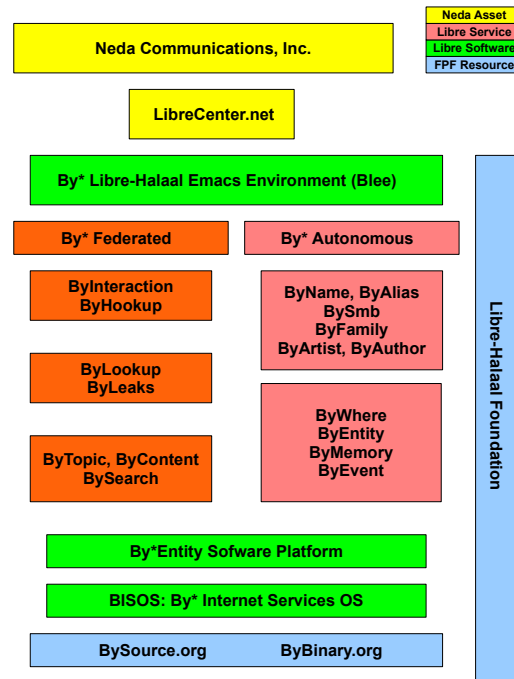 Neda Asset
Libre Service
Libre Software
FPF Resource
Neda Communications, Inc.
LibreCenter.net
By* Libre-Halaal Emacs Environment (Blee)
By* Federated
By* Autonomous
ByInteraction
ByHookup
ByName, ByAlias
BySmb
ByFamily
ByArtist, ByAuthor
ByLookup
ByLeaks
ByWhere
ByEntity
ByMemory
ByEvent
ByTopic, ByContent
BySearch
Libre-Halaal Foundation
By*Entity Sofware Platform
BISOS: By* Internet Services OS
BySource.org ByBinary.org